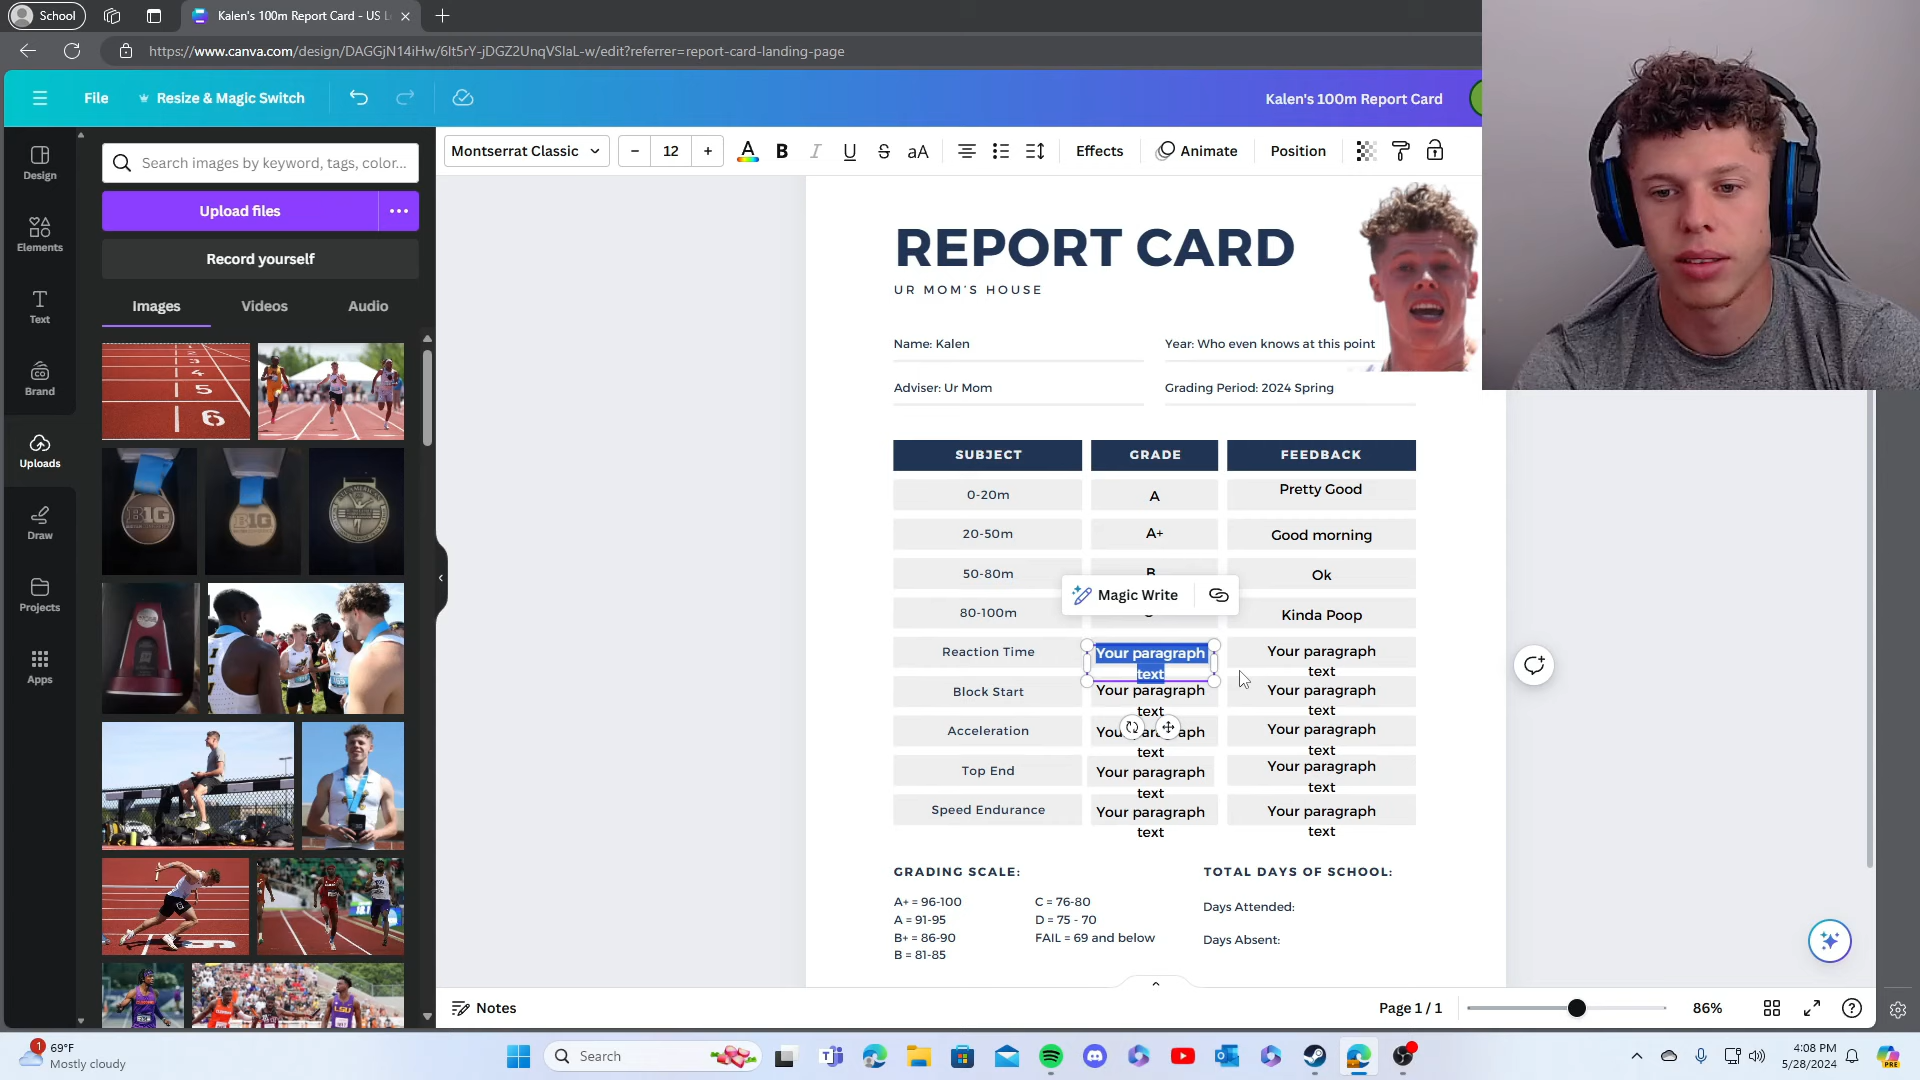 School
Kalen's 100m Report Card - US L
https://www.canva.com/design/DAGGjN14iHw/6lt5rY-jDGZ2UnqVSIaL-w/edit?referrer=report-card-landing-page
File
Resize & Magic Switch
Kalen's 100m Report Card
Design
Elements
Text
Brand
Uploads
Draw
Projects
Apps
Search images by keyword, tags, color...
Upload files
Record yourself
Images
Videos
Audio
Montserrat Classic
–
12
+
A
B
I
U
S
aA
Effects
Animate
Position
REPORT CARD
UR MOM'S HOUSE
Name: Kalen
Year: Who even knows at this point
Adviser: Ur Mom
Grading Period: 2024 Spring
SUBJECT GRADE FEEDBACK
0-20m A Pretty Good
20-50m A+ Good morning
50-80m B Ok
Magic Write
80-100m Kinda Poop
Reaction Time Your paragraph text Your paragraph text
Block Start Your paragraph text Your paragraph text
Acceleration Your paragraph text Your paragraph text
Top End Your paragraph text Your paragraph text
Speed Endurance Your paragraph text Your paragraph text
GRADING SCALE:
A+ = 96-100
A = 91-95
B+ = 86-90
B = 81-85
C = 76-80
D = 75 - 70
FAIL = 69 and below
TOTAL DAYS OF SCHOOL:
Days Attended:
Days Absent:
Notes
Page 1 / 1
86%
1
69°F
Mostly cloudy
Search
4:08 PM
5/28/2024
PRE